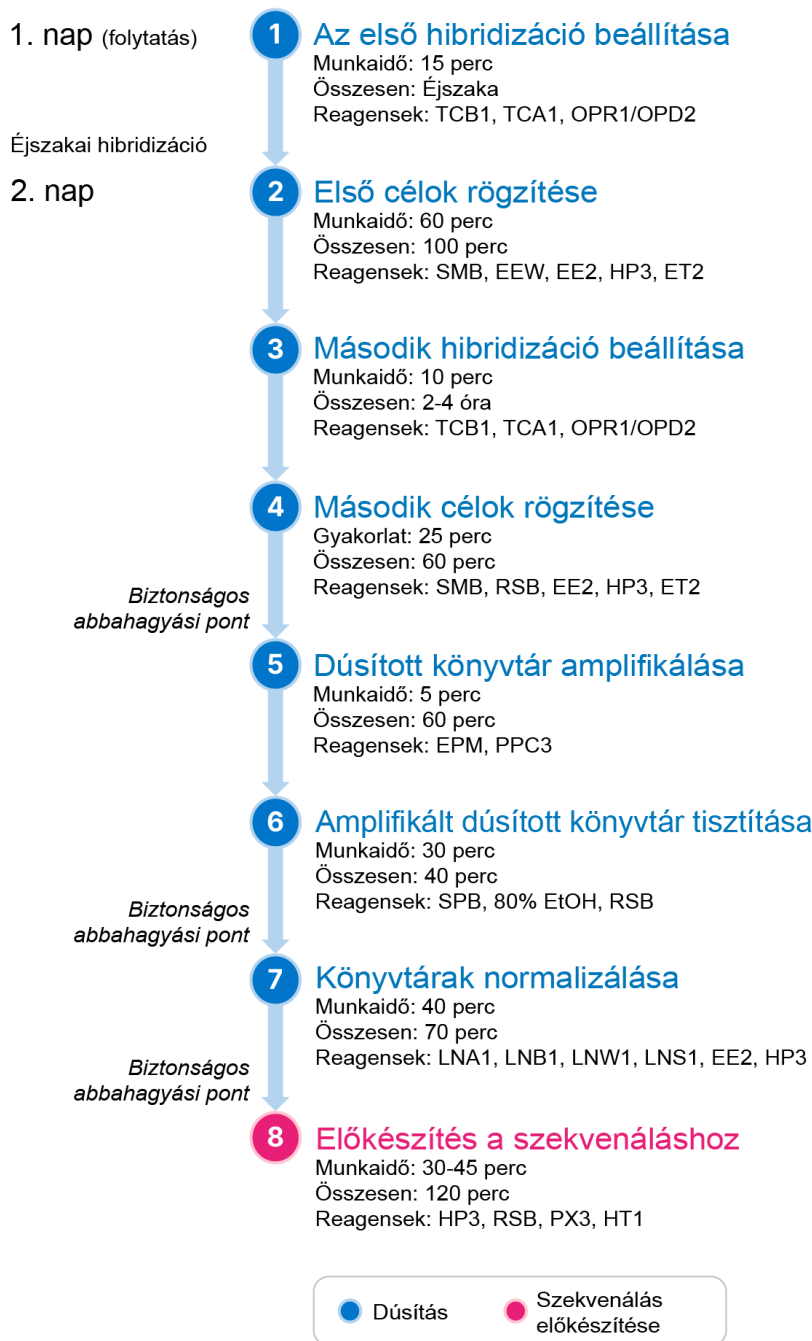 1. nap (folytatás)
1
Az első hibridizáció beállítása
Munkaidő: 15 perc
Összesen: Éjszaka
Reagensek: TCB1, TCA1, OPR1/OPD2
Éjszakai hibridizáció
2. nap
2
Első célok rögzítése
Munkaidő: 60 perc
Összesen: 100 perc
Reagensek: SMB, EEW, EE2, HP3, ET2
3
Második hibridizáció beállítása
Munkaidő: 10 perc
Összesen: 2-4 óra
Reagensek: TCB1, TCA1, OPR1/OPD2
4
Második célok rögzítése
Gyakorlat: 25 perc
Összesen: 60 perc
Reagensek: SMB, RSB, EE2, HP3, ET2
Biztonságos
abbahagyási pont
5
Dúsított könyvtár amplifikálása
Munkaidő: 5 perc
Összesen: 60 perc
Reagensek: EPM, PPC3
6
Amplifikált dúsított könyvtár tisztítása
Munkaidő: 30 perc
Összesen: 40 perc
Reagensek: SPB, 80% EtOH, RSB
Biztonságos
abbahagyási pont
7
Könyvtárak normalizálása
Munkaidő: 40 perc
Összesen: 70 perc
Reagensek: LNA1, LNB1, LNW1, LNS1, EE2, HP3
Biztonságos
abbahagyási pont
8
Előkészítés a szekvenáláshoz
Munkaidő: 30-45 perc
Összesen: 120 perc
Reagensek: HP3, RSB, PX3, HT1
Dúsítás
Szekvenálás
előkészítése